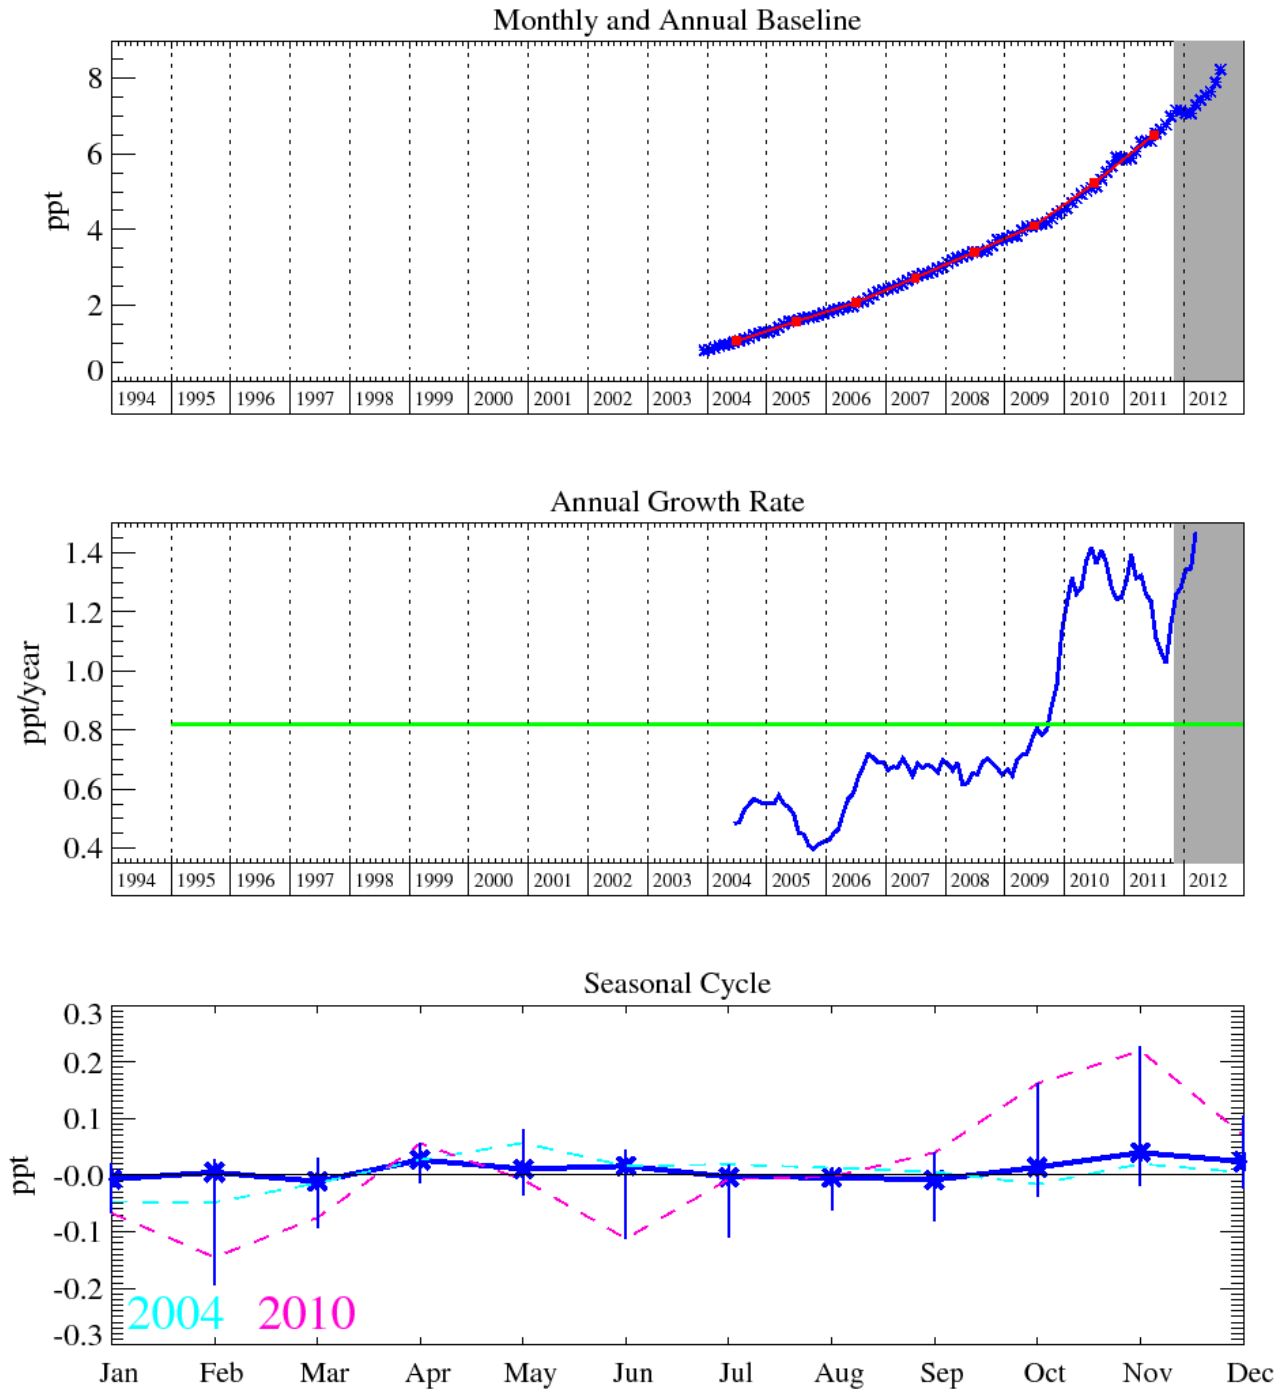 Monthly and Annual Baseline
8
6
4
2
0
ppt
1994 1995 1996 1997 1998 1999 2000 2001 2002 2003 2004 2005 2006 2007 2008 2009 2010 2011 2012
Annual Growth Rate
1.4
1.2
1.0
0.8
0.6
0.4
ppt/year
1994 1995 1996 1997 1998 1999 2000 2001 2002 2003 2004 2005 2006 2007 2008 2009 2010 2011 2012
Seasonal Cycle
0.3
0.2
0.1
-0.0
-0.1
-0.2
-0.3
ppt
2004 2010
Jan Feb Mar Apr May Jun Jul Aug Sep Oct Nov Dec